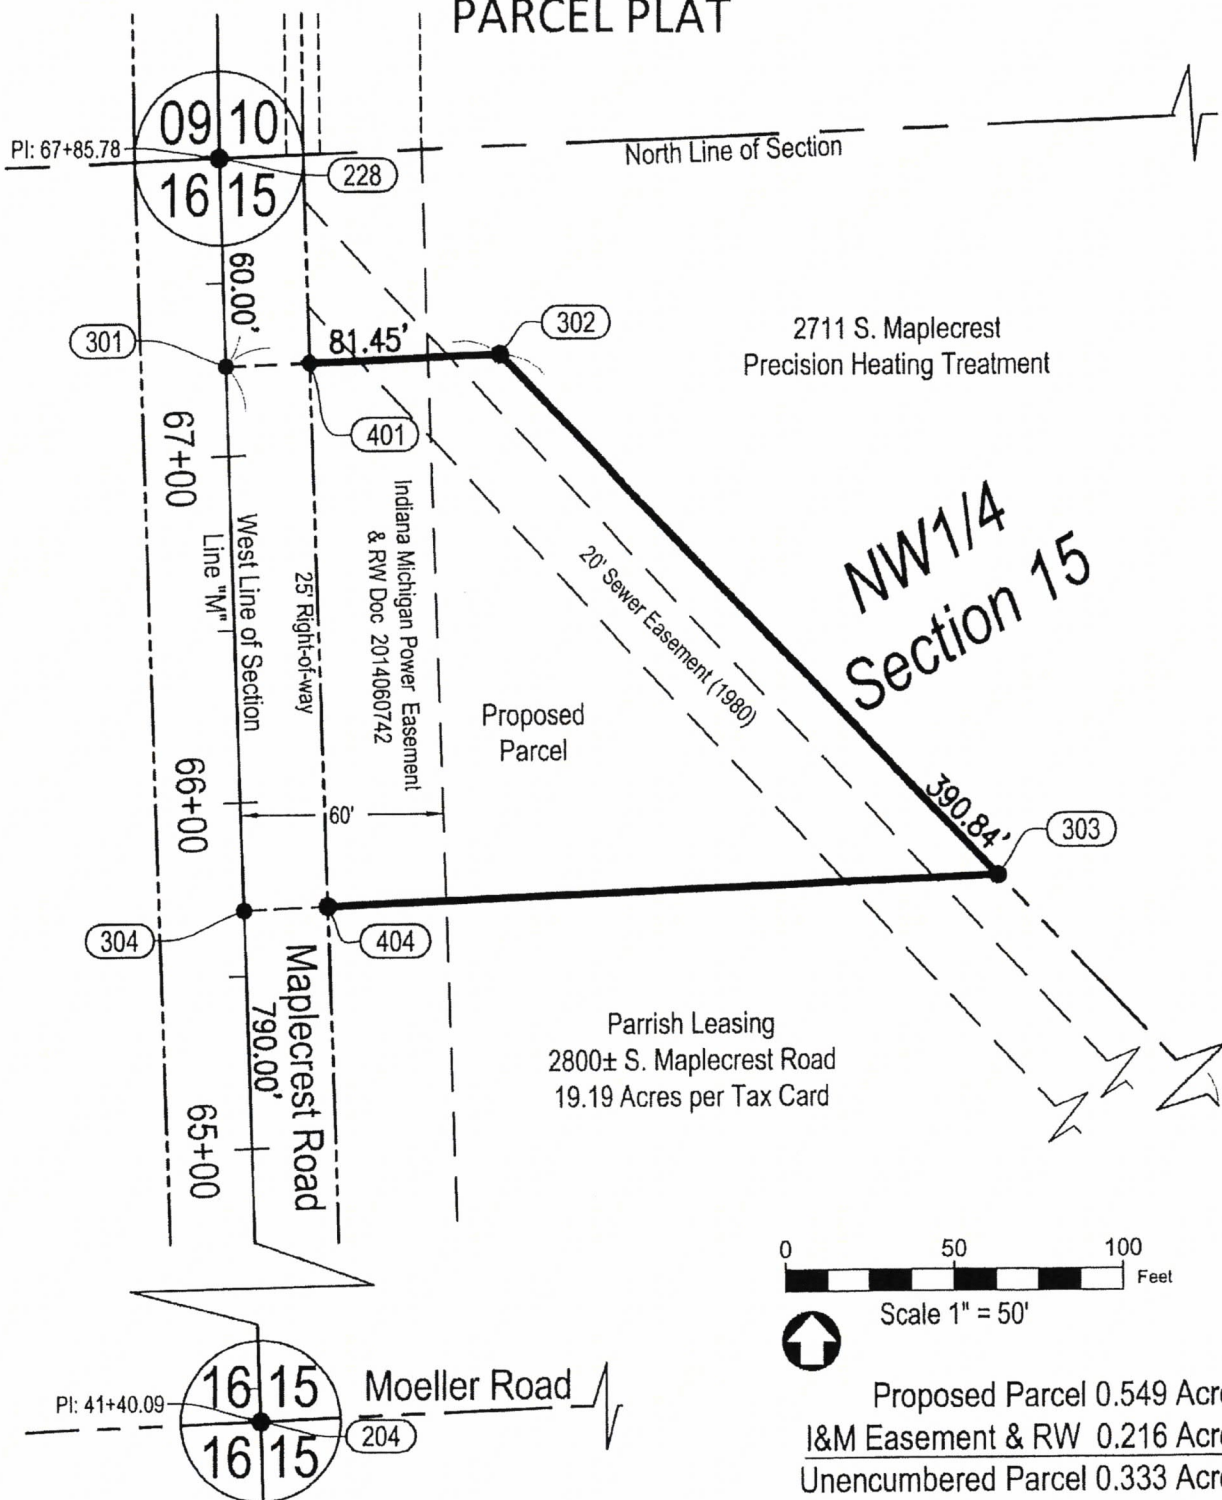 PARCEL PLAT
09 10
16 15
PI: 67+85.78
228
North Line of Section
60.00'
301
81.45'
302
401
2711 S. Maplecrest
Precision Heating Treatment
67+00
Line "M"
West Line of Section
25' Right-of-way
Indiana Michigan Power Easement
& RW Doc 2014060742
20' Sewer Easement (1980)
NW1/4
Section 15
Proposed
Parcel
66+00
60'
390.84'
303
304
404
Maplecrest Road
790.00'
65+00
Parrish Leasing
2800± S. Maplecrest Road
19.19 Acres per Tax Card
0 50 100
Feet
Scale 1" = 50'
16 15
16 15
PI: 41+40.09
204
Moeller Road
Proposed Parcel 0.549 Acre
I&M Easement & RW 0.216 Acre
Unencumbered Parcel 0.333 Acre